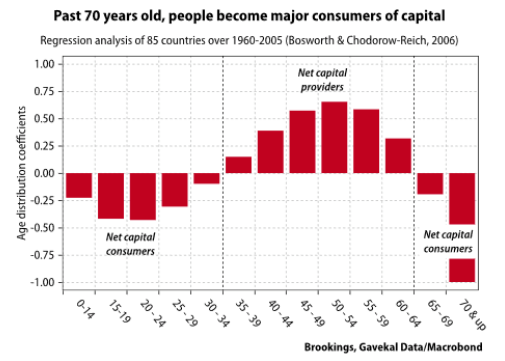 Past 70 years old, people become major consumers of capital
Regression analysis of 85 countries over 1960-2005 (Bosworth & Chodorow-Reich, 2006)
Age distribution coefficients
1.00
0.75
0.50
0.25
0.00
-0.25
-0.50
-0.75
-1.00
Net capital
providers
Net capital
consumers
Net capital
consumers
0-14
15-19
20 - 24
25 - 29
30 - 34
35 - 39
40 - 44
45 - 49
50 - 54
55 - 59
60 - 64
65 - 69
70 & up
Brookings, Gavekal Data/Macrobond